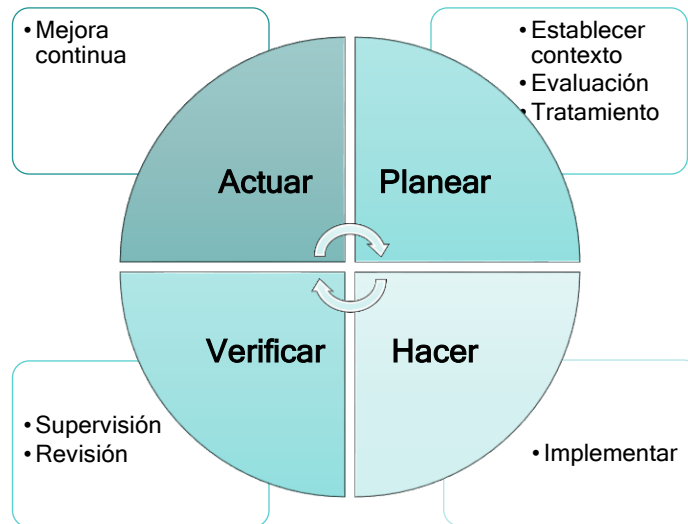 • Mejora
continua
• Establecer
contexto
• Evaluación
• Tratamiento
Actuar
Planear
Verificar
Hacer
• Supervisión
• Revisión
• Implementar